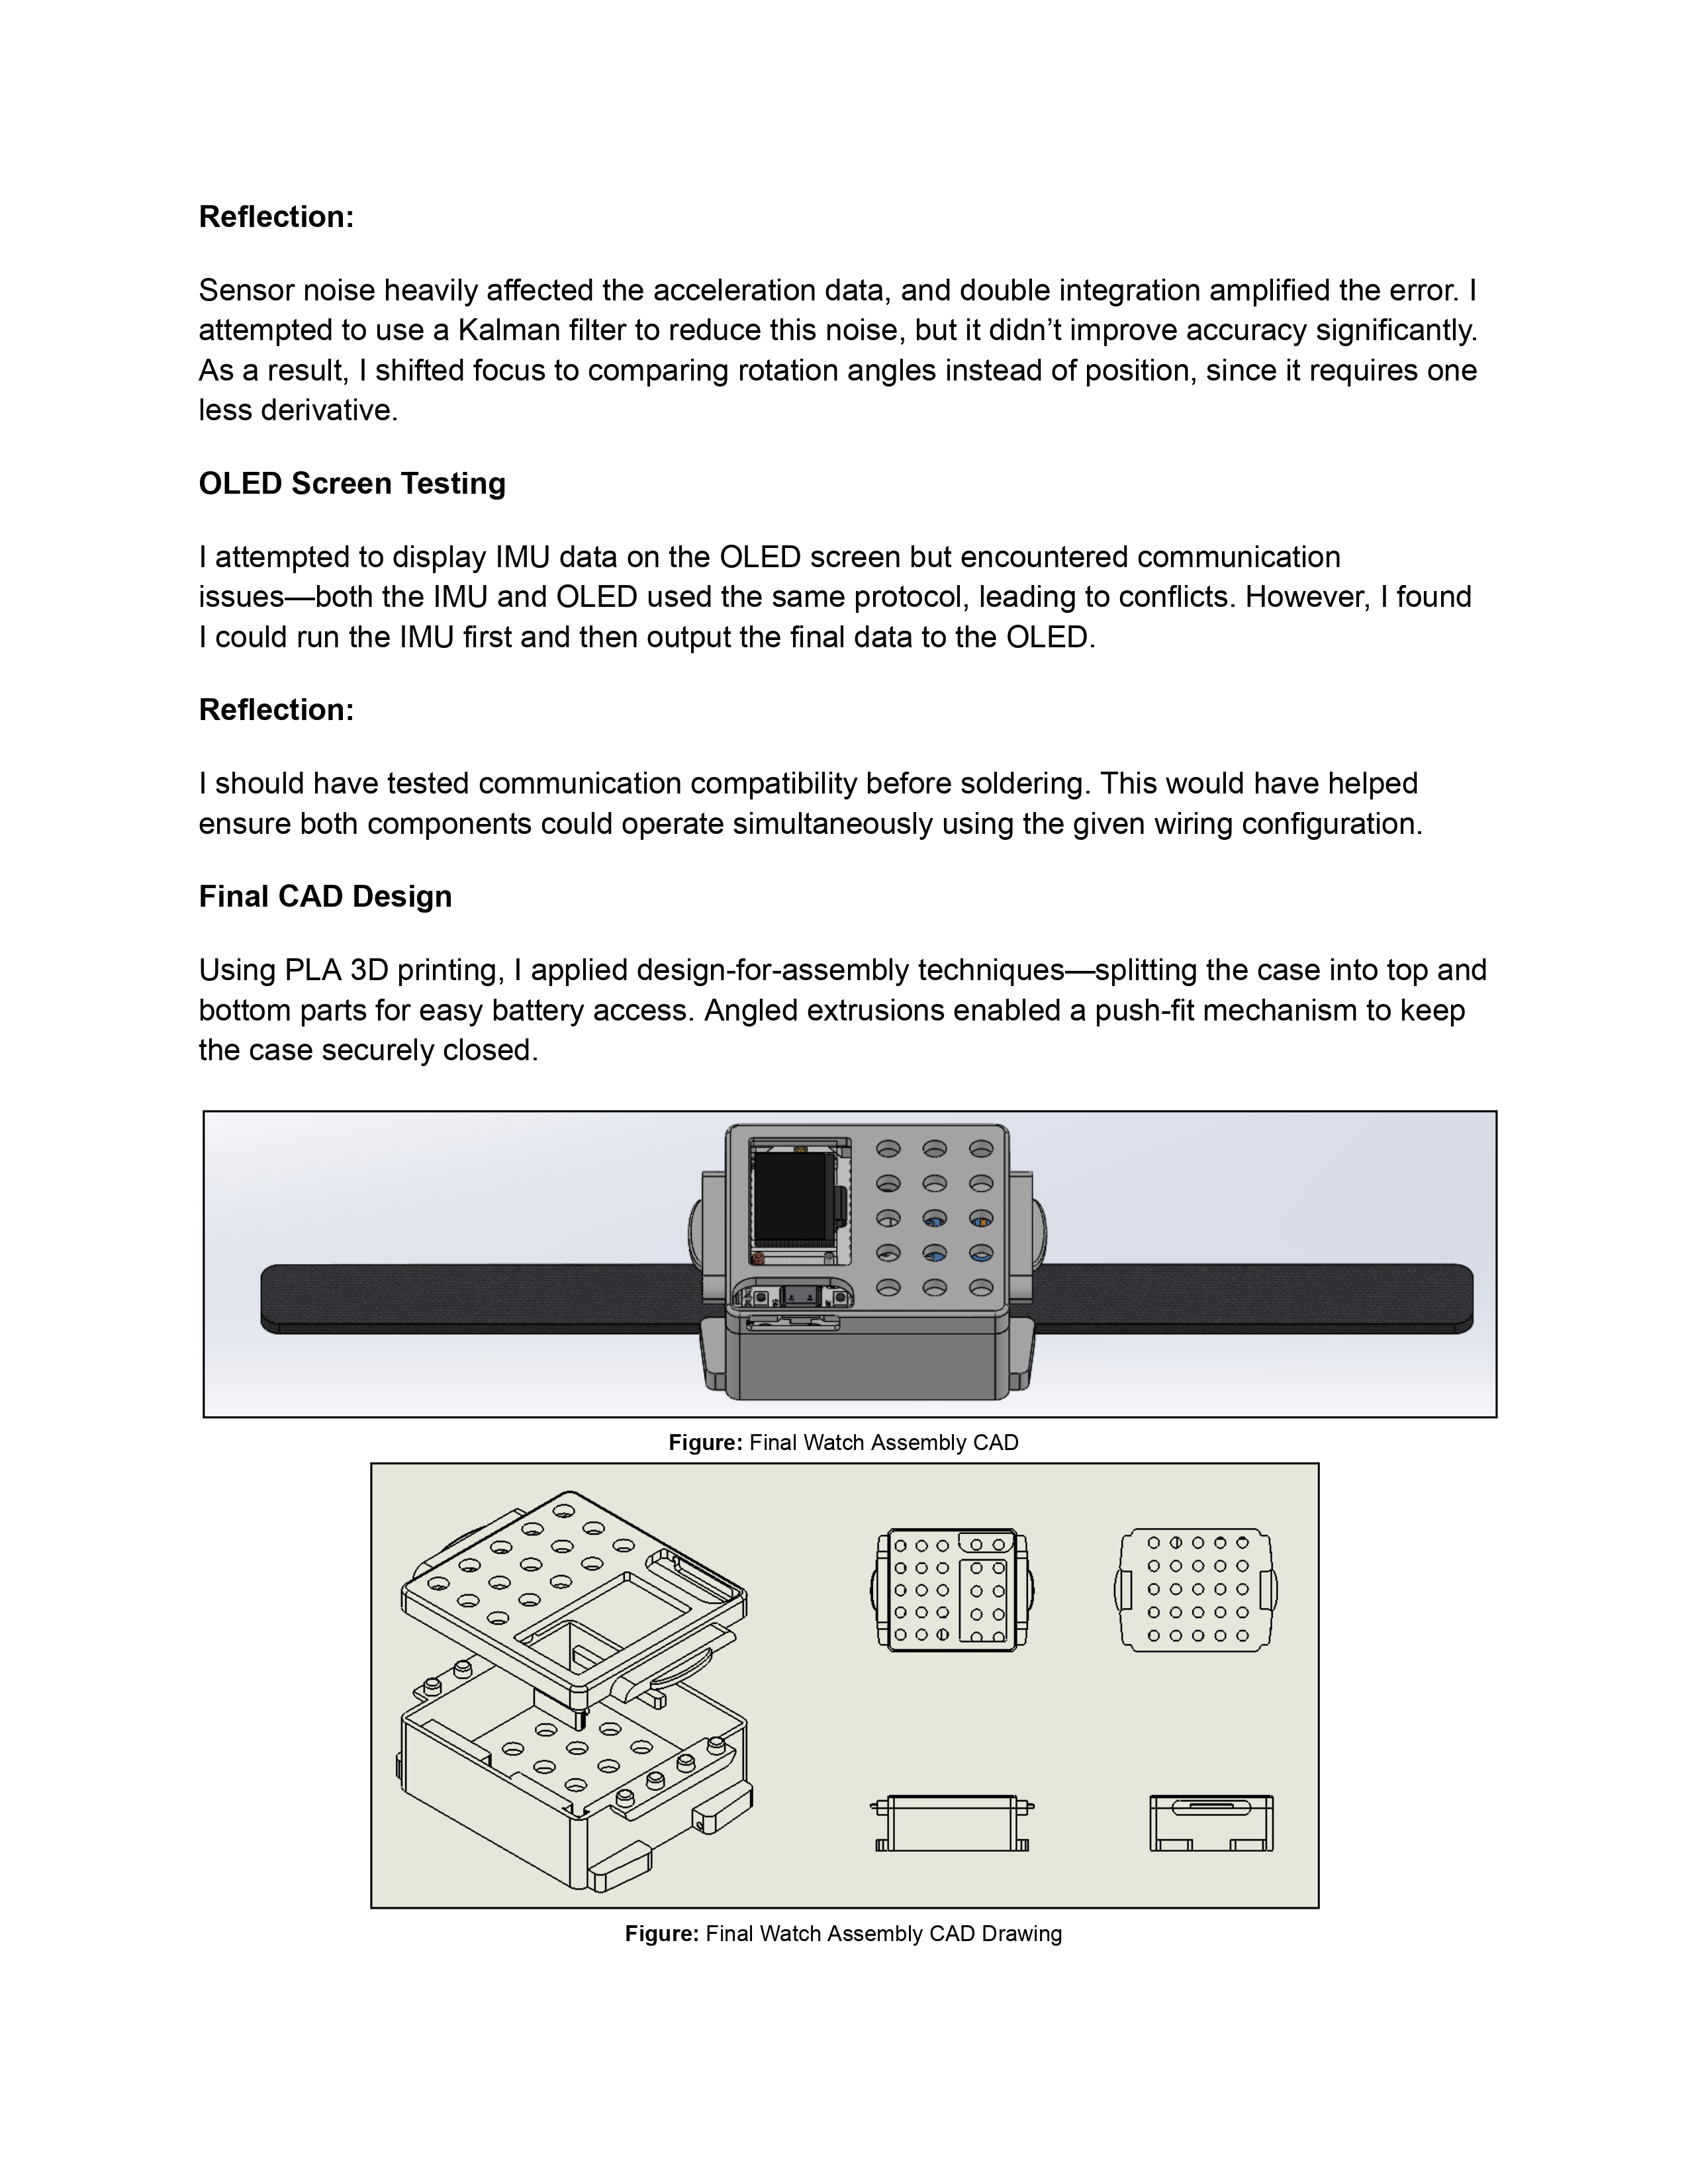 Reflection:
Sensor noise heavily affected the acceleration data, and double integration amplified the error. I
attempted to use a Kalman filter to reduce this noise, but it didn’t improve accuracy significantly.
As a result, I shifted focus to comparing rotation angles instead of position, since it requires one
less derivative.
OLED Screen Testing
I attempted to display IMU data on the OLED screen but encountered communication
issues—both the IMU and OLED used the same protocol, leading to conflicts. However, I found
I could run the IMU first and then output the final data to the OLED.
Reflection:
I should have tested communication compatibility before soldering. This would have helped
ensure both components could operate simultaneously using the given wiring configuration.
Final CAD Design
Using PLA 3D printing, I applied design-for-assembly techniques—splitting the case into top and
bottom parts for easy battery access. Angled extrusions enabled a push-fit mechanism to keep
the case securely closed.
Figure: Final Watch Assembly CAD
Figure: Final Watch Assembly CAD Drawing